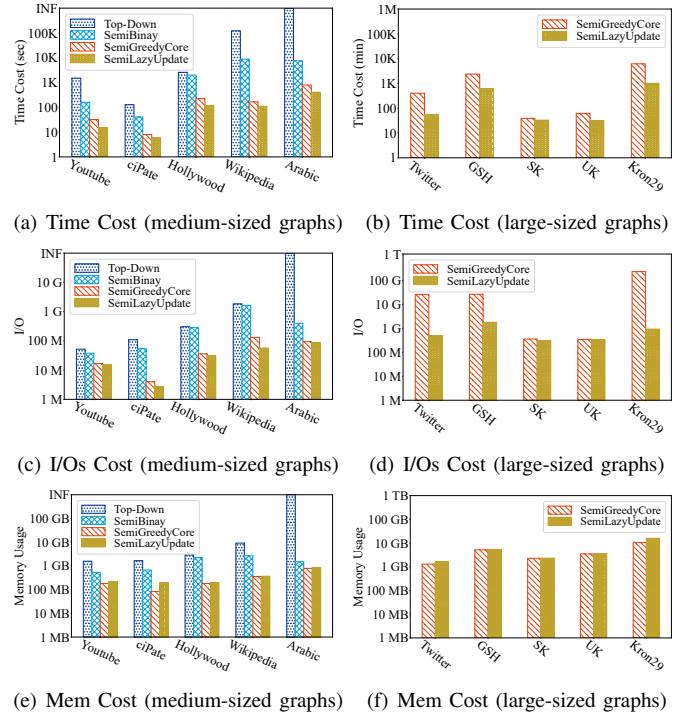 INF
100K
10K
1K
100
10
1
Time Cost (sec)
Top-Down
SemiBinay
SemiGreedyCore
SemiLazyUpdate
Youtube
ciPate
Hollywood
Wikipedia
Arabic
(a) Time Cost (medium-sized graphs)
1M
100K
10K
1K
100
10
1
Time Cost (min)
SemiGreedyCore
SemiLazyUpdate
Twitter
GSH
SK
UK
Kron29
(b) Time Cost (large-sized graphs)
INF
10 G
1 G
100 M
10 M
1 M
I/O
Top-Down
SemiBinay
SemiGreedyCore
SemiLazyUpdate
Youtube
ciPate
Hollywood
Wikipedia
Arabic
(c) I/Os Cost (medium-sized graphs)
1 T
100 G
10 G
1 G
100 M
10 M
1 M
I/O
SemiGreedyCore
SemiLazyUpdate
Twitter
GSH
SK
UK
Kron29
(d) I/Os Cost (large-sized graphs)
INF
100 GB
10 GB
1 GB
100 MB
10 MB
1 MB
Memory Usage
Top-Down
SemiBinay
SemiGreedyCore
SemiLazyUpdate
Youtube
ciPate
Hollywood
Wikipedia
Arabic
(e) Mem Cost (medium-sized graphs)
1 TB
100 GB
10 GB
1 GB
100 MB
10 MB
1 MB
Memory Usage
SemiGreedyCore
SemiLazyUpdate
Twitter
GSH
SK
UK
Kron29
(f) Mem Cost (large-sized graphs)